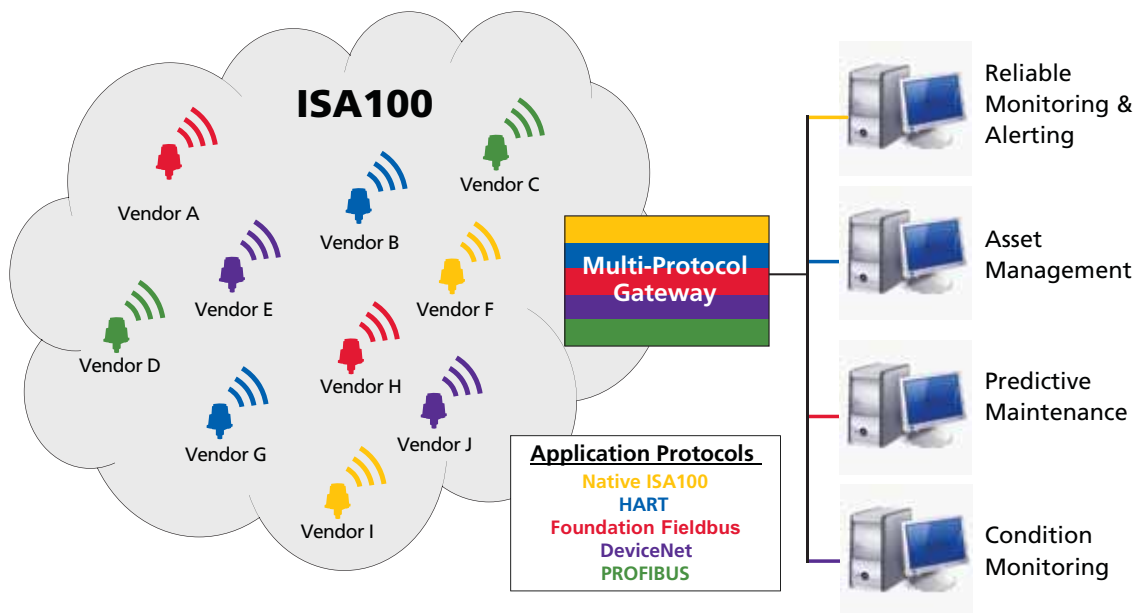 ISA100
Vendor A
Vendor B
Vendor C
Vendor E
Vendor F
Vendor D
Vendor H
Vendor G
Vendor J
Vendor I
Multi-Protocol
Gateway
Application Protocols
Native ISA100
HART
Foundation Fieldbus
DeviceNet
PROFIBUS
Reliable
Monitoring &
Alerting
Asset
Management
Predictive
Maintenance
Condition
Monitoring